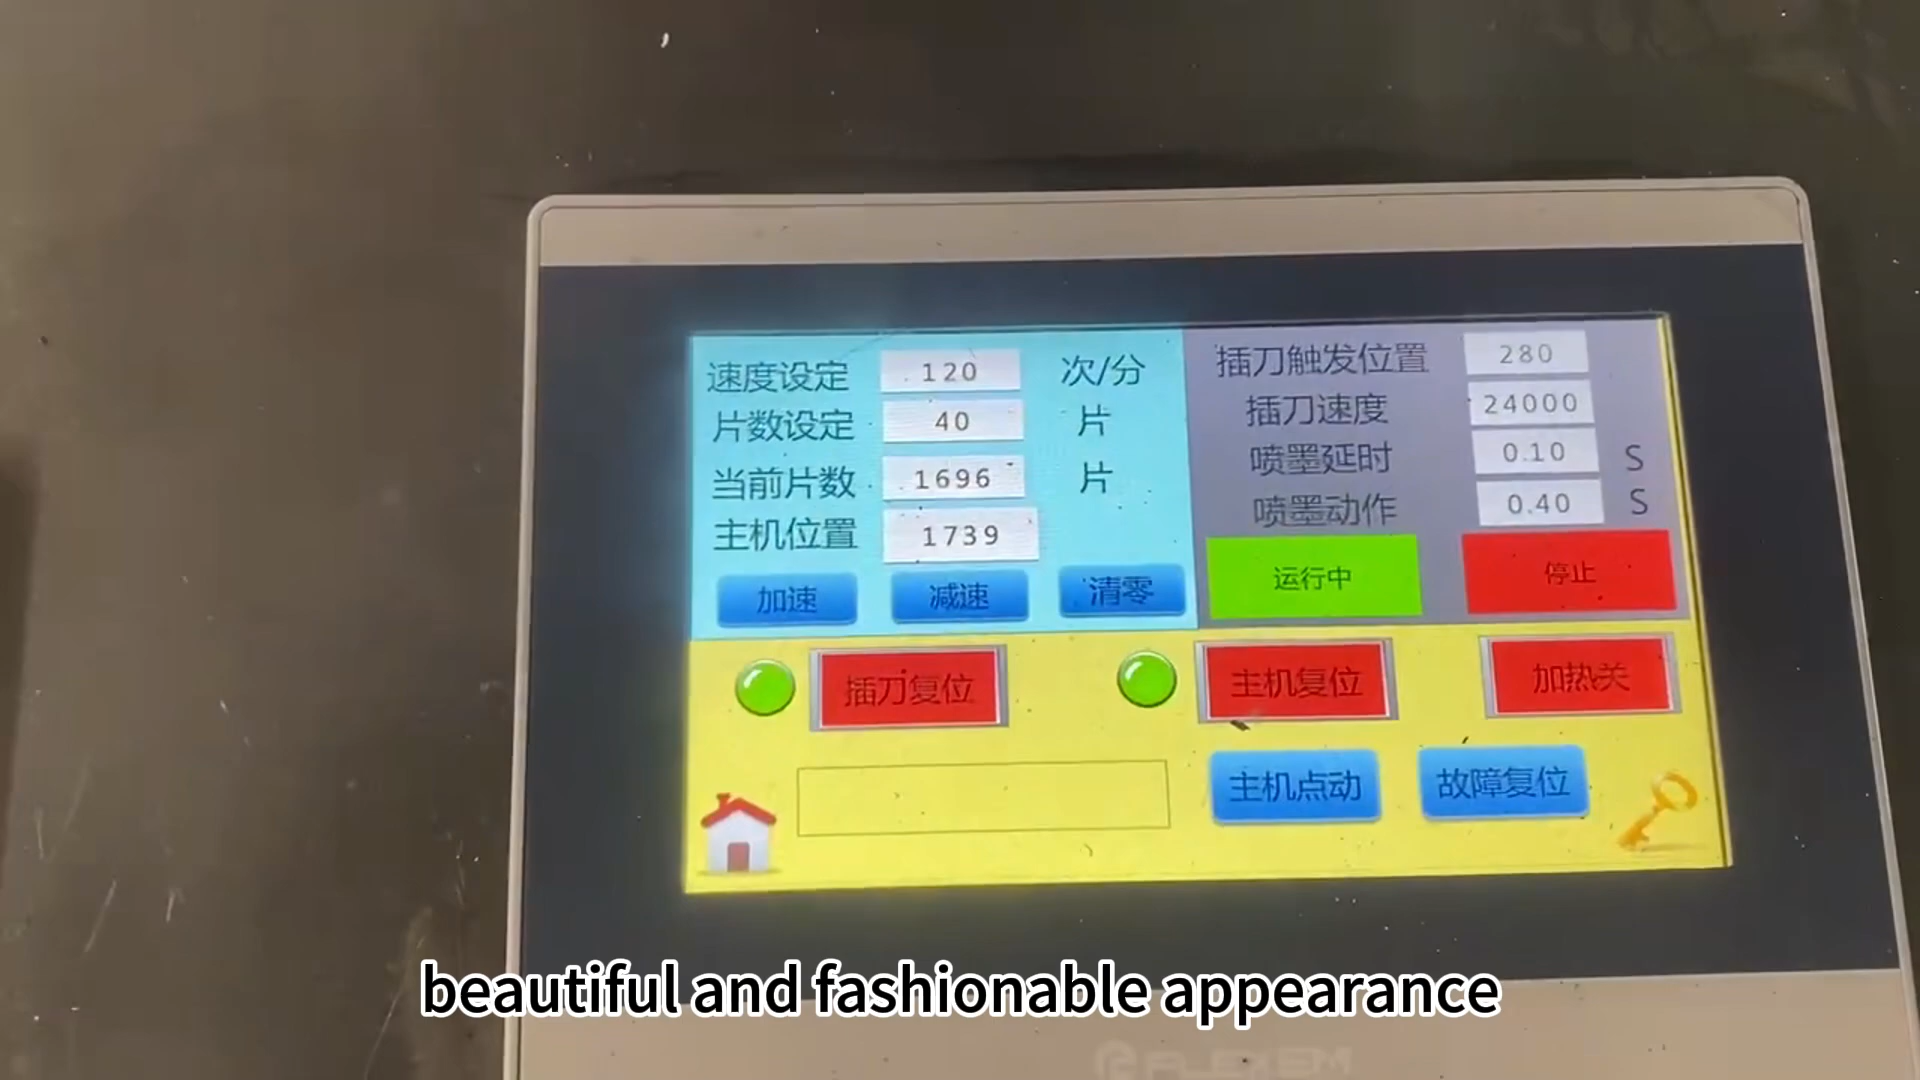 速度设定 120 次/分
片数设定 40 片
当前片数 1696 片
主机位置 1739
加速 减速 清零
插刀触发位置 280
插刀速度 24000
喷墨延时 0.10 S
喷墨动作 0.40 S
运行中 停止
插刀复位 主机复位 加热关
主机点动 故障复位
beautiful and fashionable appearance
FLEXEM